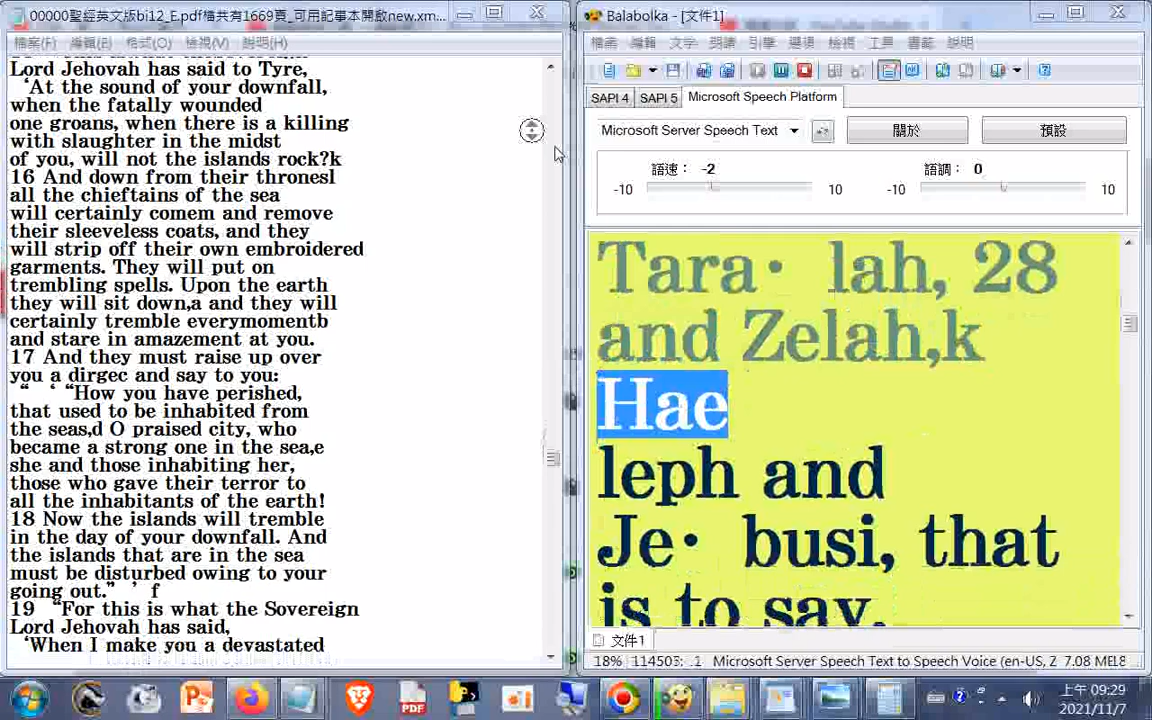 00000聖經英文版bi12_E.pdf檔共有1669頁_可用記事本開啟new.xm...
檔案(F) 編輯(E) 格式(O) 檢視(V) 說明(H)
Lord Jehovah has said to Tyre,
‘At the sound of your downfall,
when the fatally wounded
one groans, when there is a killing
with slaughter in the midst
of you, will not the islands rock?k
16 And down from their thronesl
all the chieftains of the sea
will certainly comem and remove
their sleeveless coats, and they
will strip off their own embroidered
garments. They will put on
trembling spells. Upon the earth
they will sit down,a and they will
certainly tremble everymomentb
and stare in amazement at you.
17 And they must raise up over
you a dirgec and say to you:
“ ‘ “How you have perished,
that used to be inhabited from
the seas,d O praised city, who
became a strong one in the sea,e
she and those inhabiting her,
those who gave their terror to
all the inhabitants of the earth!
18 Now the islands will tremble
in the day of your downfall. And
the islands that are in the sea
must be disturbed owing to your
going out.” ’ f
19 “For this is what the Sovereign
Lord Jehovah has said,
‘When I make you a devastated
Balabolka - [文件1]
檔案 編輯 文字 朗讀 引擎 選項 檢視 工具 書籤 說明
SAPI 4 SAPI 5 Microsoft Speech Platform
Microsoft Server Speech Text 關於 預設
語速： -2 語調： 0
-10 10 -10 10
Tara· lah, 28
and Zelah,k
Hae
leph and
Je· busi, that
is to say,
文件1
18% 114503: .1 Microsoft Server Speech Text to Speech Voice (en-US, Z 7.08 MEL8
PDF
上午 09:29
2021/11/7